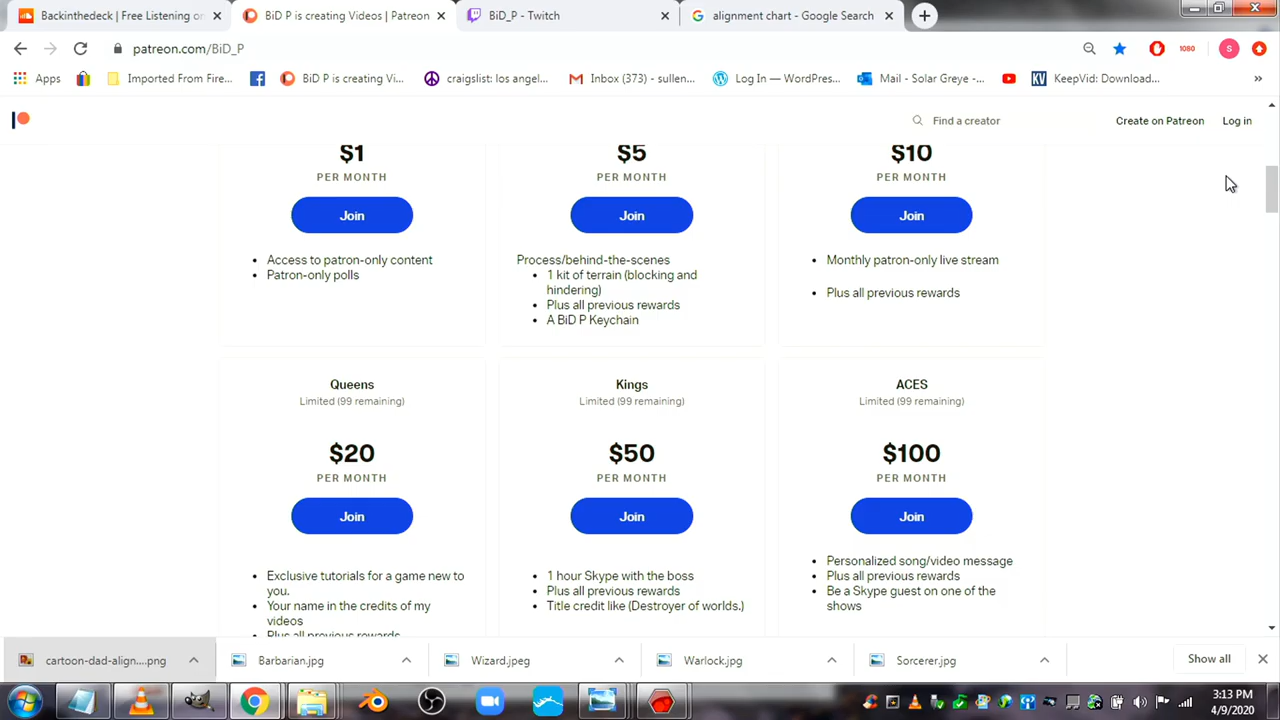 Backinthedeck | Free Listening on
BiD P is creating Videos | Patreon
BiD_P - Twitch
alignment chart - Google Search
patreon.com/BiD_P
1080
S
Apps
Imported From Fire...
BiD P is creating Vi...
craigslist: los angel...
Inbox (373) - sullen...
Log In — WordPress...
Mail - Solar Greye -...
KV
KeepVid: Download...
»
Find a creator
Create on Patreon
Log in
$1
$5
$10
PER MONTH
PER MONTH
PER MONTH
Join
Join
Join
• Access to patron-only content
• Patron-only polls
Process/behind-the-scenes
• 1 kit of terrain (blocking and
hindering)
• Plus all previous rewards
• A BiD P Keychain
• Monthly patron-only live stream
• Plus all previous rewards
Queens
Limited (99 remaining)
Kings
Limited (99 remaining)
ACES
Limited (99 remaining)
$20
PER MONTH
$50
PER MONTH
$100
PER MONTH
Join
Join
Join
• Exclusive tutorials for a game new to
you.
• Your name in the credits of my
videos
• Plus all previous rewards
• 1 hour Skype with the boss
• Plus all previous rewards
• Title credit like (Destroyer of worlds.)
• Personalized song/video message
• Plus all previous rewards
• Be a Skype guest on one of the
shows
cartoon-dad-align....png
Barbarian.jpg
Wizard.jpeg
Warlock.jpg
Sorcerer.jpg
Show all
3:13 PM
4/9/2020